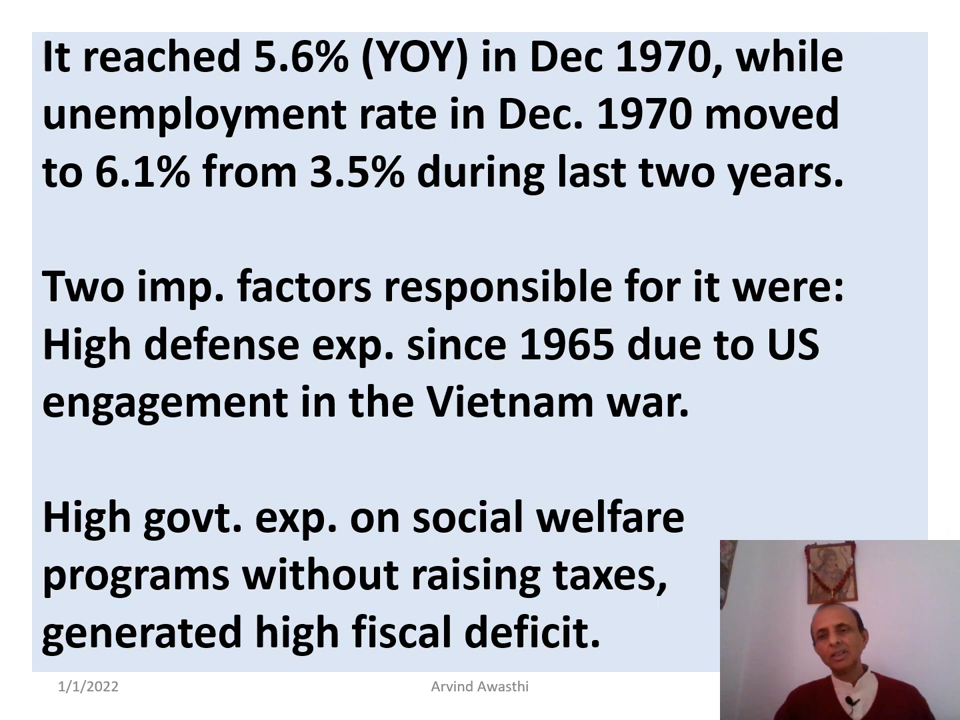 It reached 5.6% (YOY) in Dec 1970, while
unemployment rate in Dec. 1970 moved
to 6.1% from 3.5% during last two years.
Two imp. factors responsible for it were:
High defense exp. since 1965 due to US
engagement in the Vietnam war.
High govt. exp. on social welfare
programs without raising taxes,
generated high fiscal deficit.
1/1/2022
Arvind Awasthi